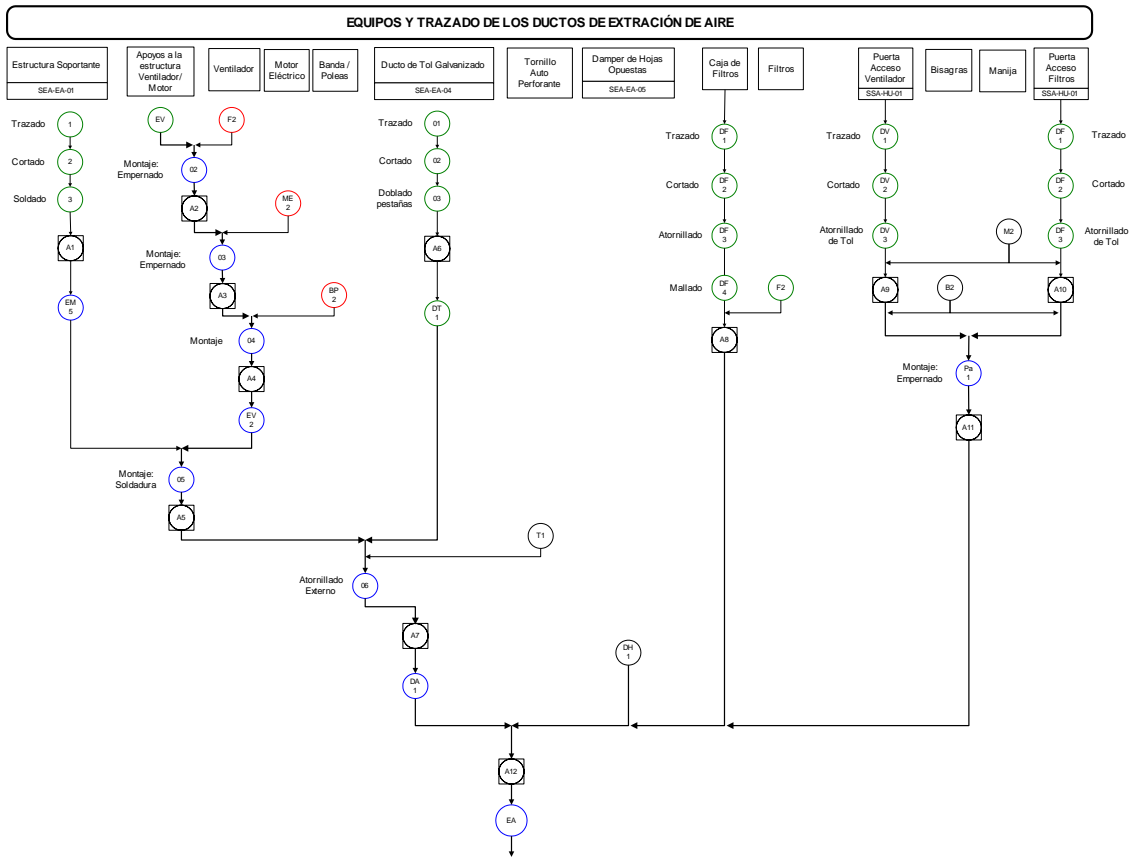 EQUIPOS Y TRAZADO DE LOS DUCTOS DE EXTRACIÓN DE AIRE
Estructura Soportante
SEA-EA-01
Apoyos a la
estructura
Ventilador/
Motor
Ventilador
Motor
Eléctrico
Banda /
Poleas
Ducto de Tol Galvanizado
SEA-EA-04
Tornillo
Auto
Perforante
Damper de Hojas
Opuestas
SEA-EA-05
Caja de
Filtros
Filtros
Puerta
Acceso
Ventilador
SSA-HU-01
Bisagras
Manija
Puerta
Acceso
Filtros
SSA-HU-01
Trazado
1
EV
F2
Trazado
01
Trazado
DF
1
Trazado
DV
1
DF
1
Trazado
Cortado
2
Montaje:
Empernado
02
Cortado
02
Cortado
DF
2
Cortado
DV
2
DF
2
Cortado
Soldado
3
A2
ME
2
Doblado
pestañas
03
Atornillado
DF
3
Atornillado
de Tol
DV
3
M2
DF
3
Atornillado
de Tol
A1
Montaje:
Empernado
03
A6
EM
5
A3
BP
2
DT
1
Mallado
DF
4
F2
A9
B2
A10
Montaje
04
A8
A4
Montaje:
Empernado
Pa
1
EV
2
A11
Montaje:
Soldadura
05
A5
T1
Atornillado
Externo
06
A7
DH
1
DA
1
A12
EA